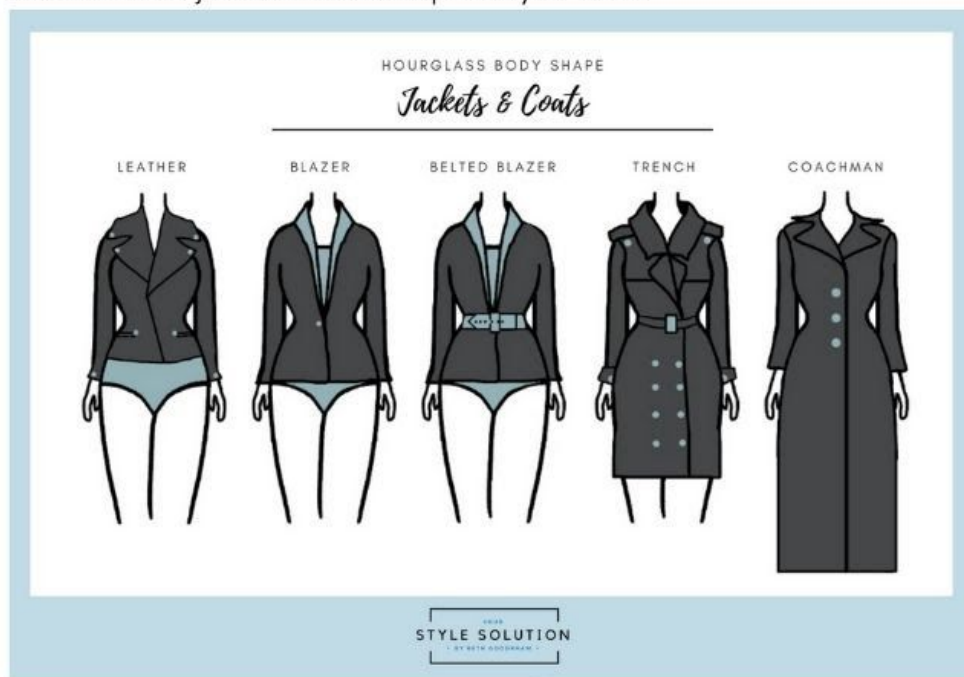 HOURGLASS BODY SHAPE
Jackets & Coats
LEATHER
BLAZER
BELTED BLAZER
TRENCH
COACHMAN
STYLE SOLUTION